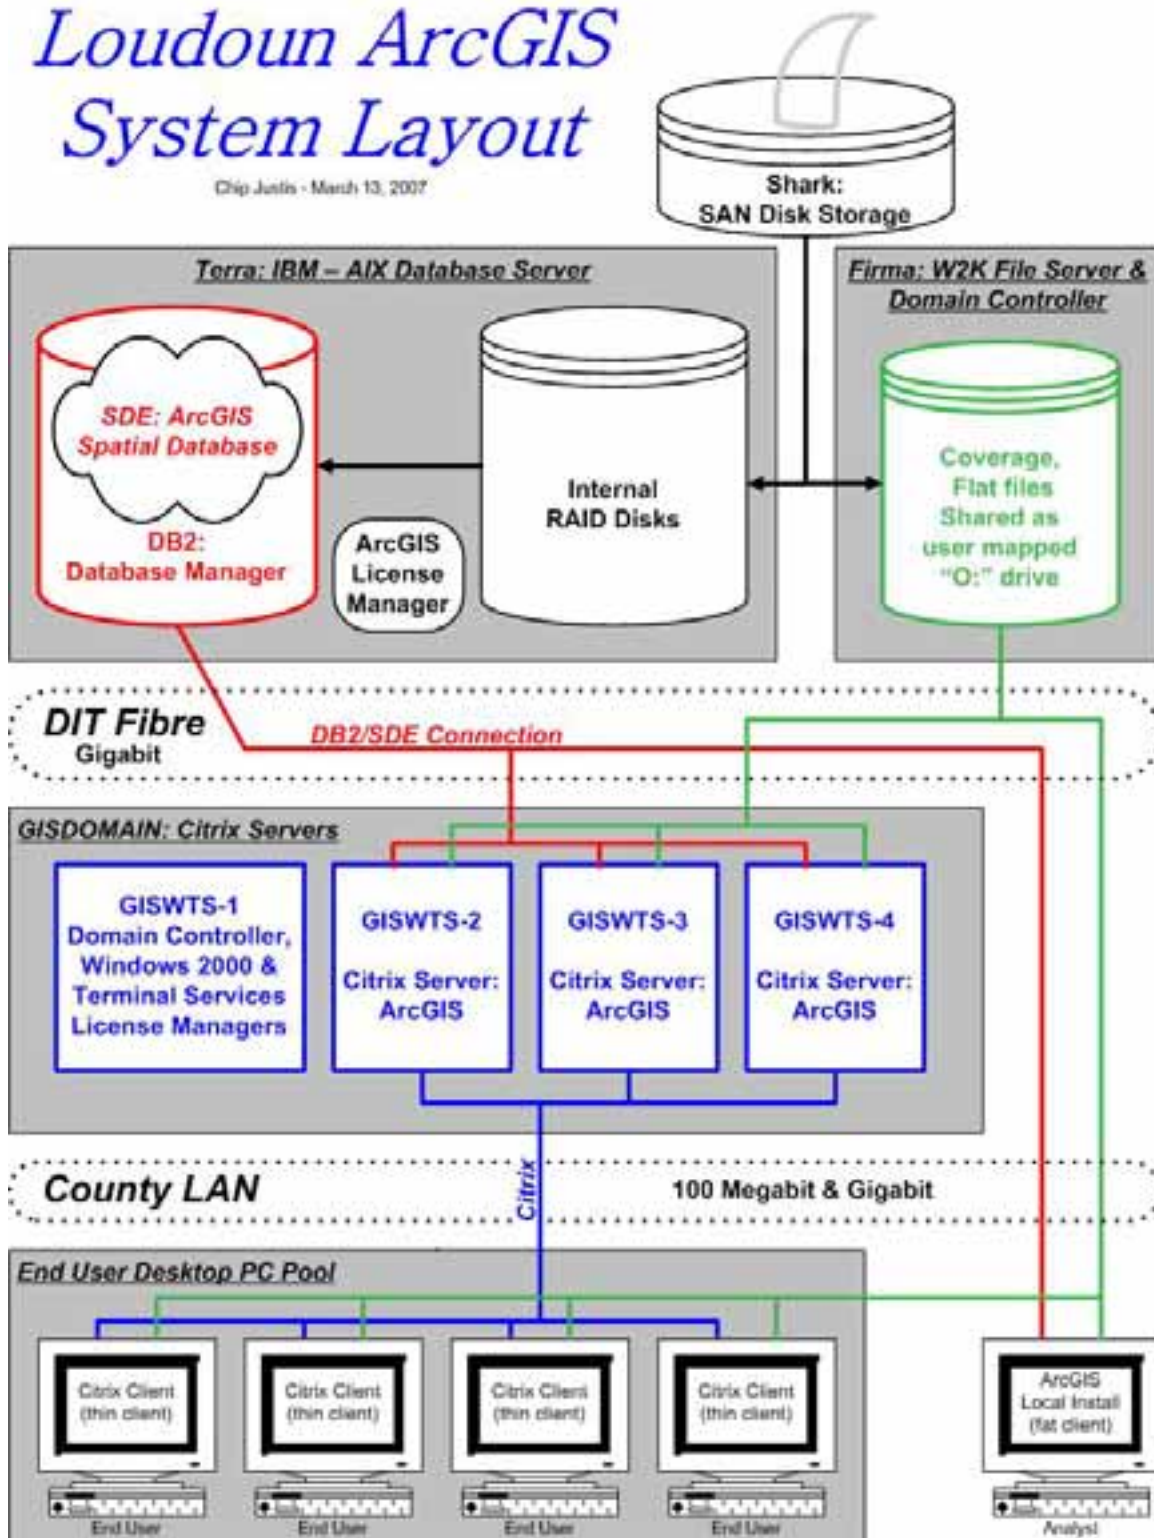 Loudoun ArcGIS
System Layout
Chip Justis - March 13, 2007
Shark:
SAN Disk Storage
Terra: IBM – AIX Database Server
Firma: W2K File Server &
Domain Controller
SDE: ArcGIS
Spatial Database
DB2:
Database Manager
ArcGIS
License
Manager
Internal
RAID Disks
Coverage,
Flat files
Shared as
user mapped
"O:" drive
DIT Fibre
Gigabit
DB2/SDE Connection
GISDOMAIN: Citrix Servers
GISWTS-1
Domain Controller,
Windows 2000 &
Terminal Services
License Managers
GISWTS-2
Citrix Server:
ArcGIS
GISWTS-3
Citrix Server:
ArcGIS
GISWTS-4
Citrix Server:
ArcGIS
Citrix
County LAN
100 Megabit & Gigabit
End User Desktop PC Pool
Citrix Client
(thin client)
End User
Citrix Client
(thin client)
End User
Citrix Client
(thin client)
End User
Citrix Client
(thin client)
End User
ArcGIS
Local Install
(fat client)
Analyst